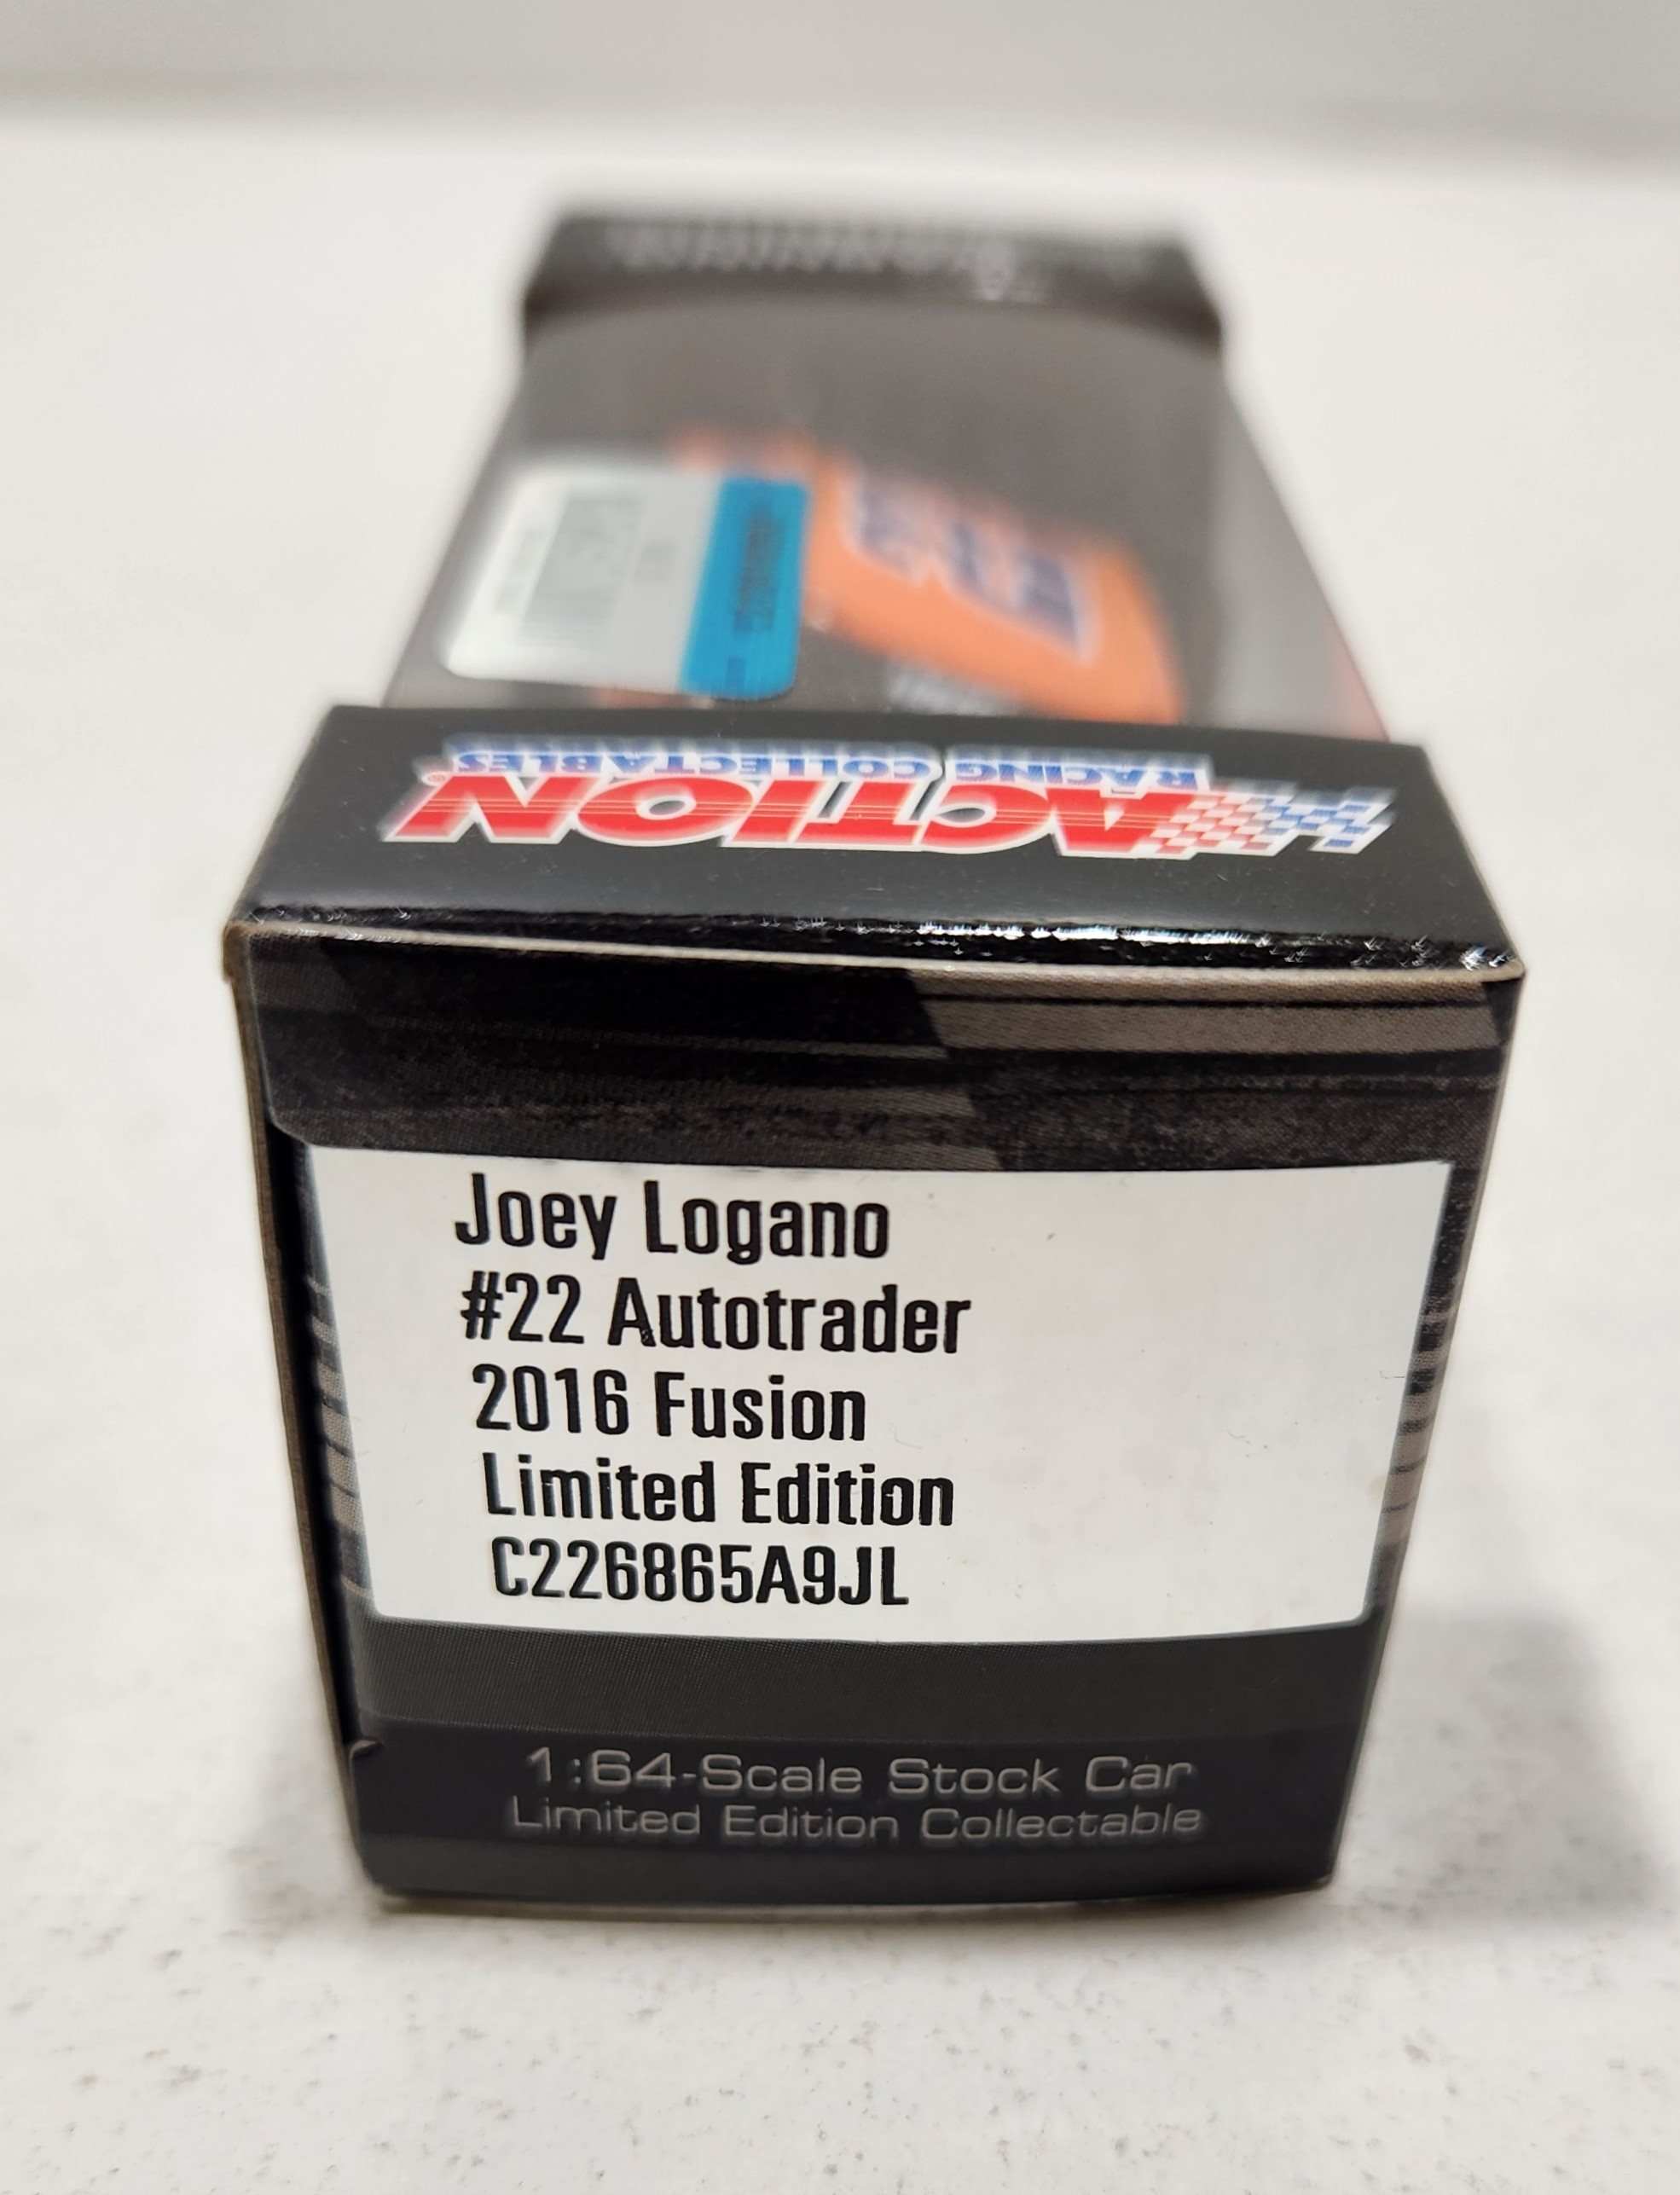 ACTION®
RACING COLLECTABLES
Joey Logano
#22 Autotrader
2016 Fusion
Limited Edition
C226865A9JL
1:64-Scale Stock Car
Limited Edition Collectable